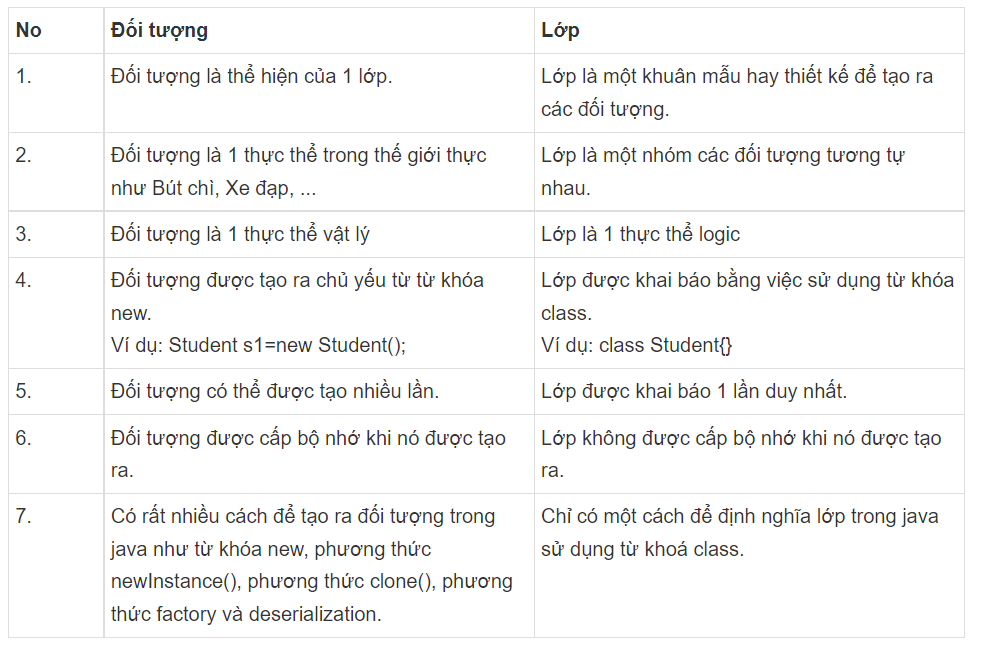 No Đối tượng Lớp
1. Đối tượng là thể hiện của 1 lớp. Lớp là một khuân mẫu hay thiết kế để tạo ra
các đối tượng.
2. Đối tượng là 1 thực thể trong thế giới thực Lớp là một nhóm các đối tượng tương tự
như Bút chì, Xe đạp, ... nhau.
3. Đối tượng là 1 thực thể vật lý Lớp là 1 thực thể logic
4. Đối tượng được tạo ra chủ yếu từ từ khóa Lớp được khai báo bằng việc sử dụng từ khóa
new. class.
Ví dụ: Student s1=new Student(); Ví dụ: class Student{}
5. Đối tượng có thể được tạo nhiều lần. Lớp được khai báo 1 lần duy nhất.
6. Đối tượng được cấp bộ nhớ khi nó được tạo Lớp không được cấp bộ nhớ khi nó được tạo
ra. ra.
7. Có rất nhiều cách để tạo ra đối tượng trong Chỉ có một cách để định nghĩa lớp trong java
java như từ khóa new, phương thức sử dụng từ khoá class.
newInstance(), phương thức clone(), phương
thức factory và deserialization.